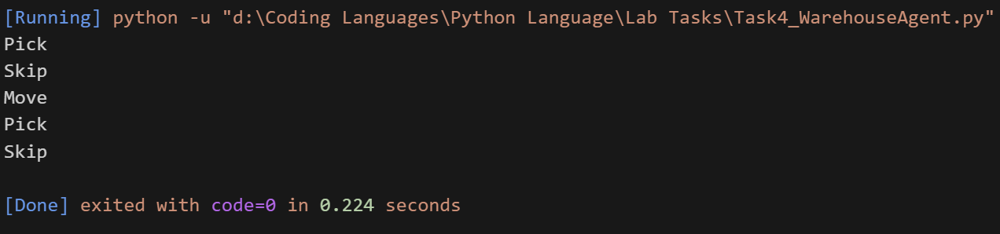 [Running] python -u "d:\Coding Languages\Python Language\Lab Tasks\Task4_WarehouseAgent.py"
Pick
Skip
Move
Pick
Skip
[Done] exited with code=0 in 0.224 seconds